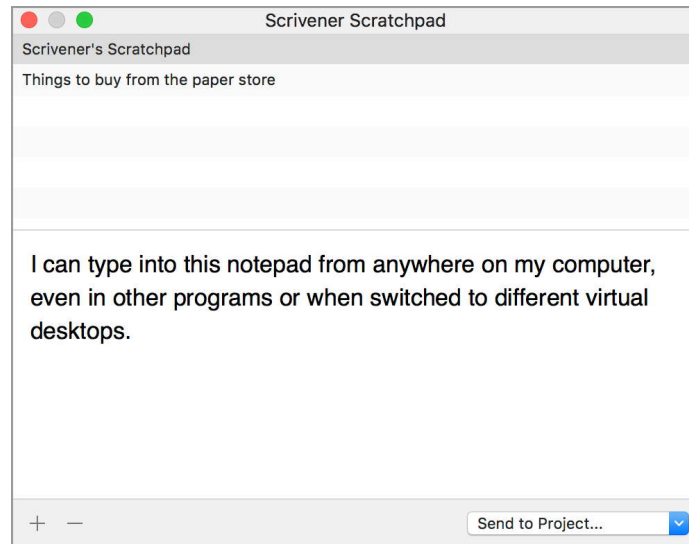 Scrivener Scratchpad
Scrivener's Scratchpad
Things to buy from the paper store
I can type into this notepad from anywhere on my computer,
even in other programs or when switched to different virtual
desktops.
+ −
Send to Project...